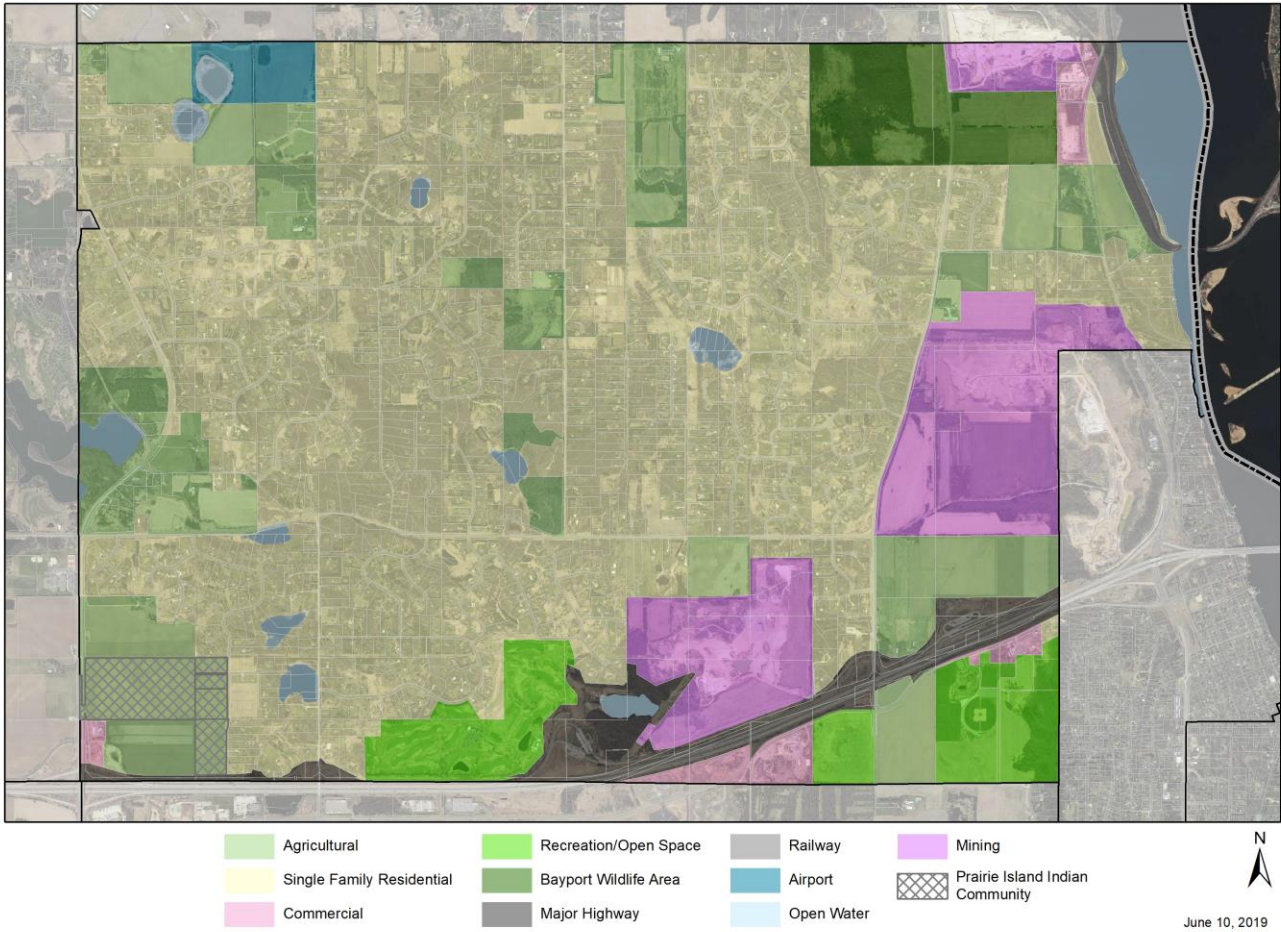 Agricultural
Single Family Residential
Commercial
Recreation/Open Space
Bayport Wildlife Area
Major Highway
Railway
Airport
Open Water
Mining
Prairie Island Indian
Community
N
June 10, 2019